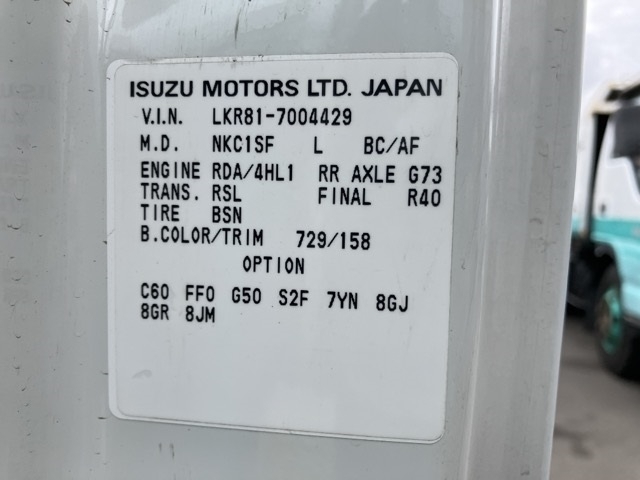 ISUZU MOTORS LTD. JAPAN
V.I.N. LKR81-7004429
M.D. NKC1SF L BC/AF
ENGINE RDA/4HL1 RR AXLE G73
TRANS. RSL FINAL R40
TIRE BSN
B.COLOR/TRIM 729/158
OPTION
C60 FF0 G50 S2F 7YN 8GJ
8GR 8JM